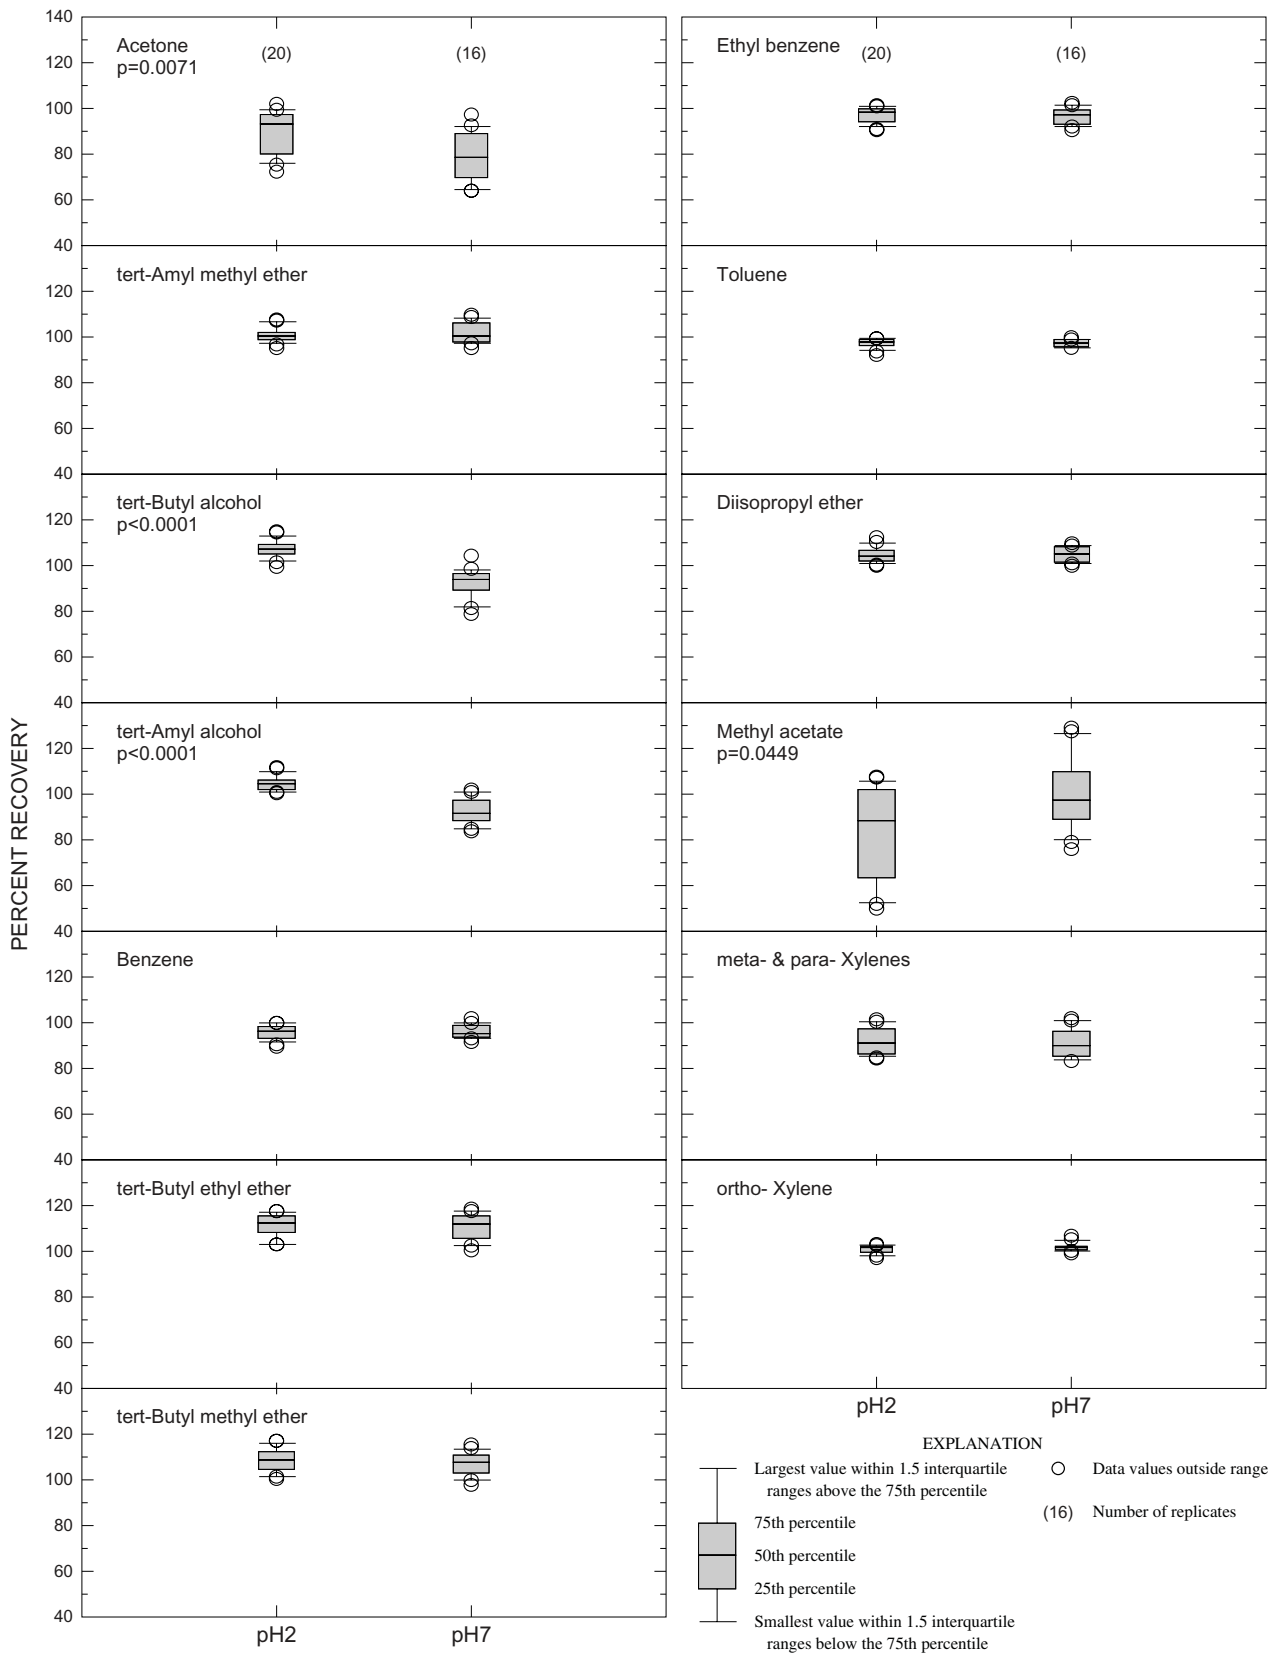 PERCENT RECOVERY
140
120
100
80
60
40
120
100
80
60
40
120
100
80
60
40
120
100
80
60
40
120
100
80
60
40
120
100
80
60
40
120
100
80
60
40
Acetone
p=0.0071
(20)
(16)
tert-Amyl methyl ether
tert-Butyl alcohol
p<0.0001
tert-Amyl alcohol
p<0.0001
Benzene
tert-Butyl ethyl ether
tert-Butyl methyl ether
pH2
pH7
Ethyl benzene
(20)
(16)
Toluene
Diisopropyl ether
Methyl acetate
p=0.0449
meta- & para- Xylenes
ortho- Xylene
pH2
pH7
EXPLANATION
Largest value within 1.5 interquartile
ranges above the 75th percentile
75th percentile
50th percentile
25th percentile
Smallest value within 1.5 interquartile
ranges below the 75th percentile
Data values outside range
(16) Number of replicates